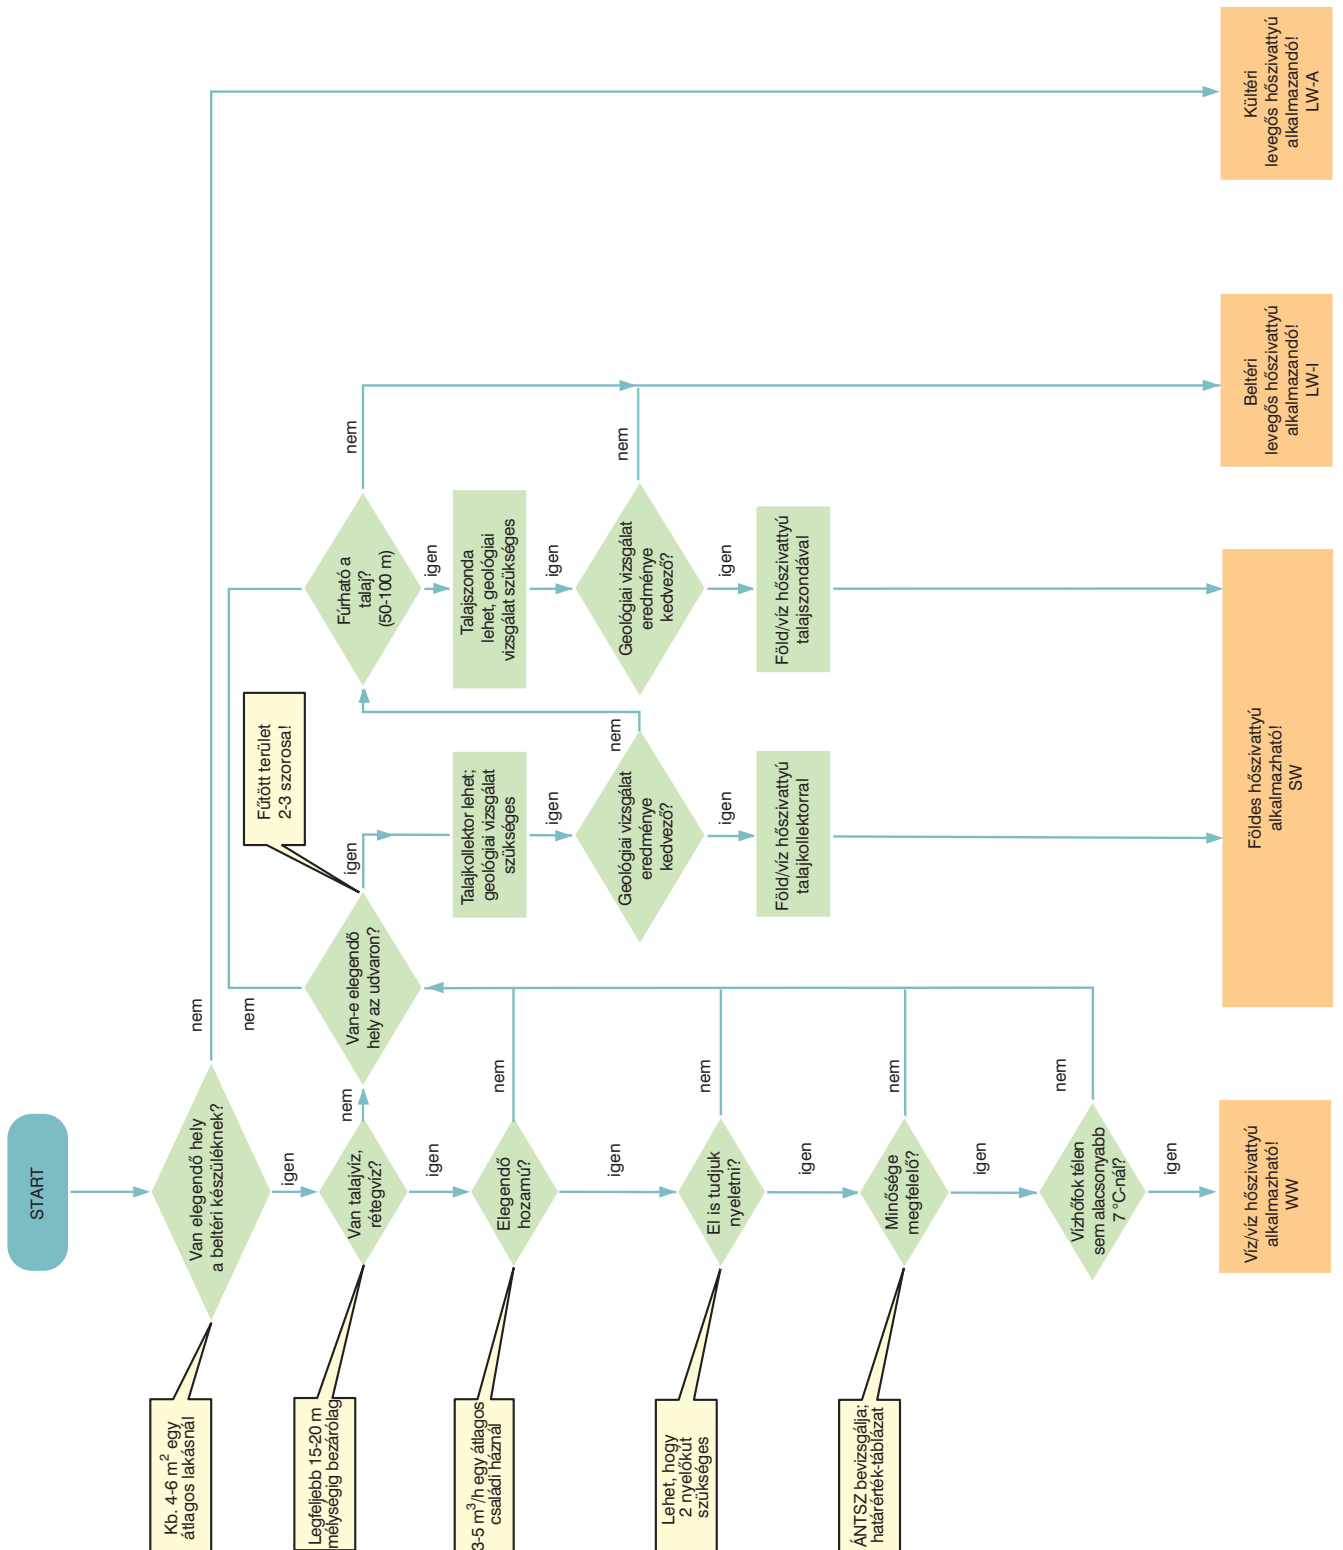 START
Van elegendő hely
a beltéri készüléknek?
Kb. 4-6 m² egy
átlagos lakásnál
igen
nem
Van talajvíz,
rétegvíz?
Legfeljebb 15-20 m
mélységig bezárólag
igen
nem
Elegendő
hozamú?
3-5 m³/h egy átlagos
családi háznál
igen
nem
El is tudjuk
nyeletni?
Lehet, hogy
2 nyelőkút
szükséges
igen
nem
Minősége
megfelelő?
ÁNTSZ bevizsgálja;
határérték-táblázat
igen
nem
Vízhőfok télen
sem alacsonyabb
7 °C-nál?
igen
nem
Víz/víz hőszivattyú
alkalmazható!
WW
Van-e elegendő
hely az udvaron?
Fűtött terület
2-3 szorosa!
nem
igen
Talajkollektor lehet;
geológiai vizsgálat
szükséges
igen
Geológiai vizsgálat
eredménye
kedvező?
nem
igen
Föld/víz hőszivattyú
talajkollektorral
Fúrható a
talaj?
(50-100 m)
nem
igen
Talajszonda
lehet, geológiai
vizsgálat szükséges
igen
Geológiai vizsgálat
eredménye
kedvező?
nem
igen
Föld/víz hőszivattyú
talajszondával
Földes hőszivattyú
alkalmazható!
SW
Beltéri
levegős hőszivattyú
alkalmazandó!
LW-I
Kültéri
levegős hőszivattyú
alkalmazandó!
LW-A